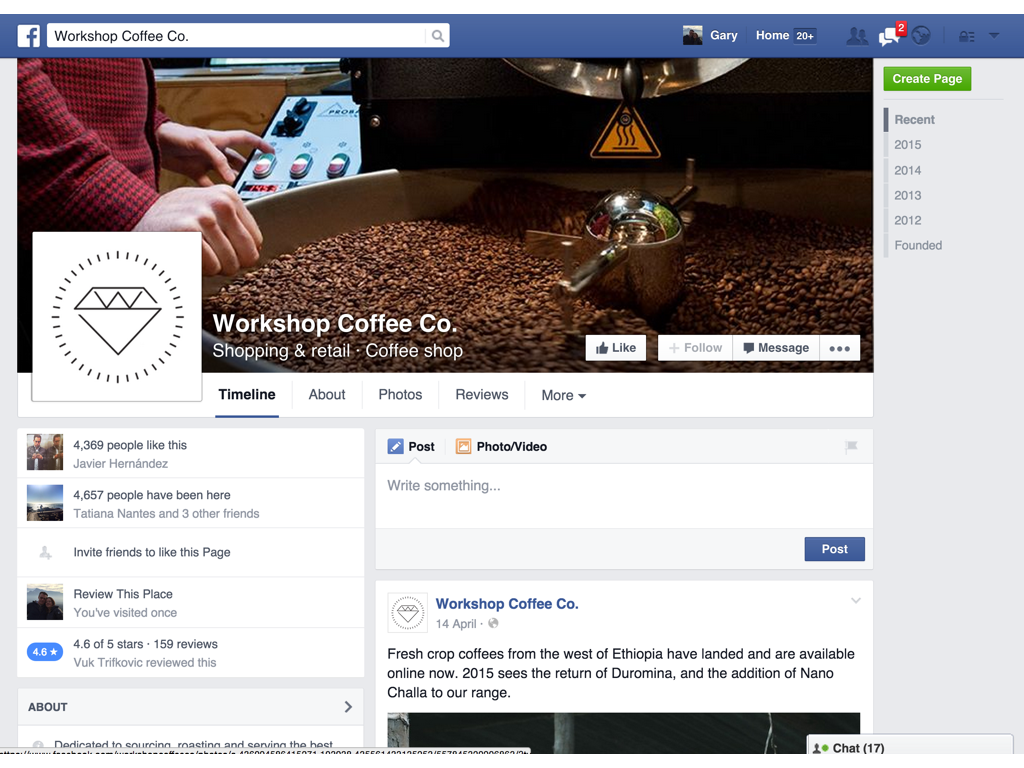 Workshop Coffee Co.
Gary
Home 20+
2
Create Page
Recent
2015
2014
2013
2012
Founded
PROBA
Workshop Coffee Co.
Shopping & retail · Coffee shop
Like
+ Follow
Message
Timeline
About
Photos
Reviews
More
4,369 people like this
Javier Hernández
4,657 people have been here
Tatiana Nantes and 3 other friends
Invite friends to like this Page
Review This Place
You've visited once
4.6 ★
4.6 of 5 stars · 159 reviews
Vuk Trifkovic reviewed this
ABOUT
Dedicated to sourcing, roasting and serving the best
Post
Photo/Video
Write something...
Post
Workshop Coffee Co.
14 April ·
Fresh crop coffees from the west of Ethiopia have landed and are available
online now. 2015 sees the return of Duromina, and the addition of Nano
Challa to our range.
Chat (17)